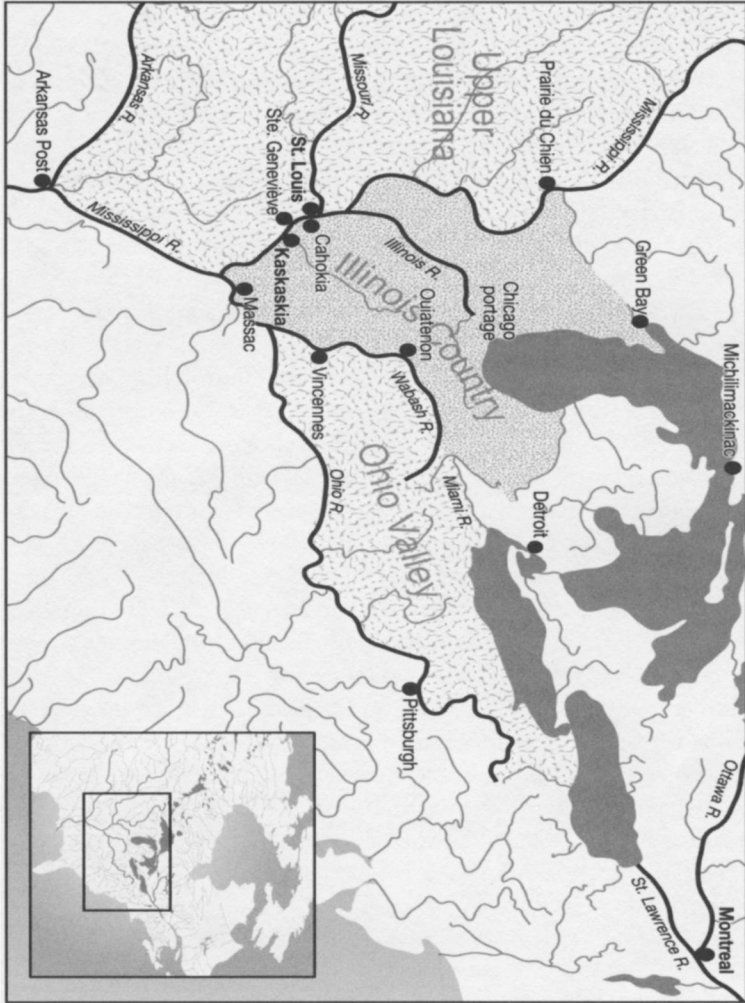 Michilimackinac
Ottawa R.
Montreal
St. Lawrence R.
Green Bay
Mississippi R.
Prairie du Chien
Detroit
Chicago
portage
Upper
Louisiana
Miami R.
Illinois Country
Illinois R.
Ouiatenon
Wabash R.
Ohio Valley
Pittsburgh
Missouri R.
Ohio R.
Cahokia
Vincennes
St. Louis
Ste. Geneviève
Kaskaskia
Massac
Arkansas R.
Mississippi R.
Arkansas Post